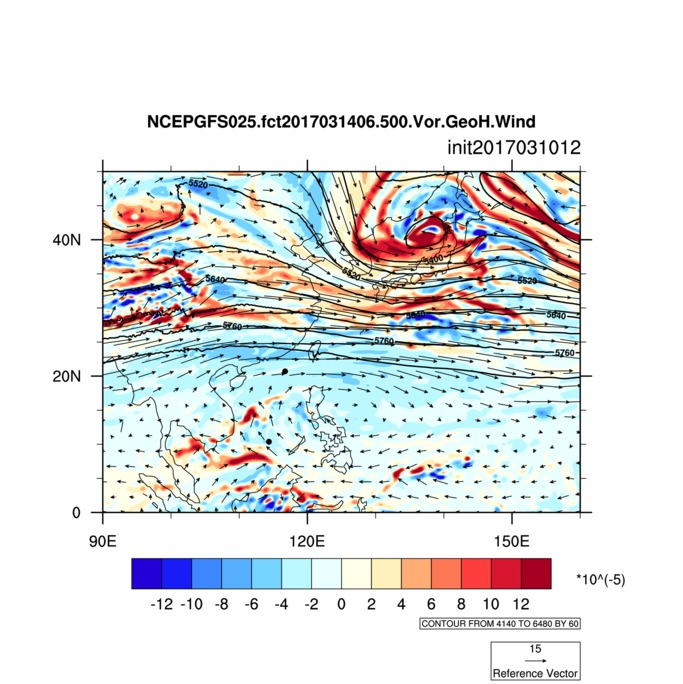 NCEPGFS025.fct2017031406.500.Vor.GeoH.Wind
init2017031012
5520
40N
5400
5520
5520
5640
5640
5640
5760
5760
5760
20N
0
90E 120E 150E
*10^(-5)
-12 -10 -8 -6 -4 -2 0 2 4 6 8 10 12
CONTOUR FROM 4140 TO 6480 BY 60
15
Reference Vector